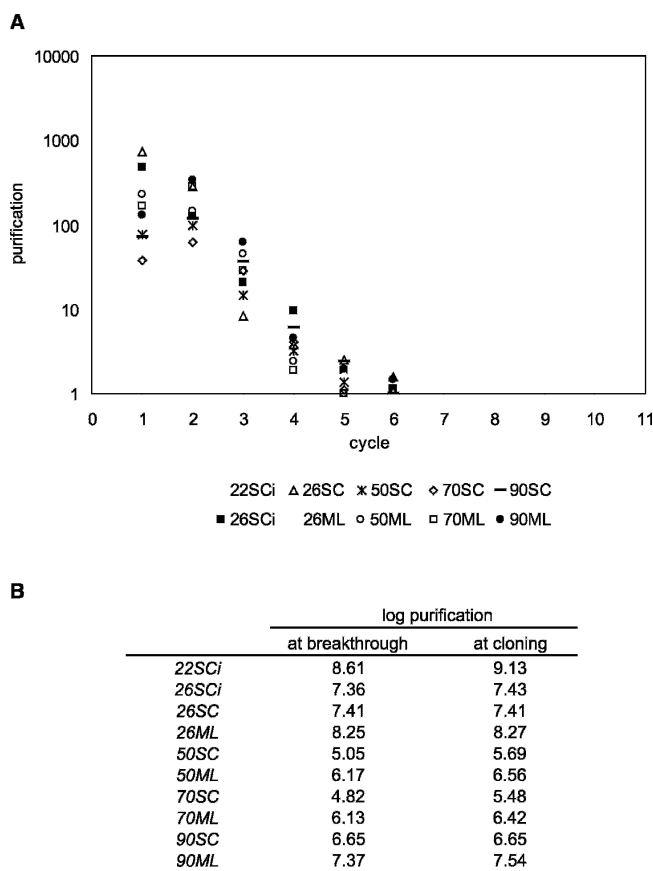 A
10000
1000
100
10
1
purification
0 1 2 3 4 5 6 7 8 9 10 11
cycle
22SCi 26SC 50SC 70SC 90SC
26SCi 26ML 50ML 70ML 90ML
B
log purification
at breakthrough at cloning
22SCi 8.61 9.13
26SCi 7.36 7.43
26SC 7.41 7.41
26ML 8.25 8.27
50SC 5.05 5.69
50ML 6.17 6.56
70SC 4.82 5.48
70ML 6.13 6.42
90SC 6.65 6.65
90ML 7.37 7.54